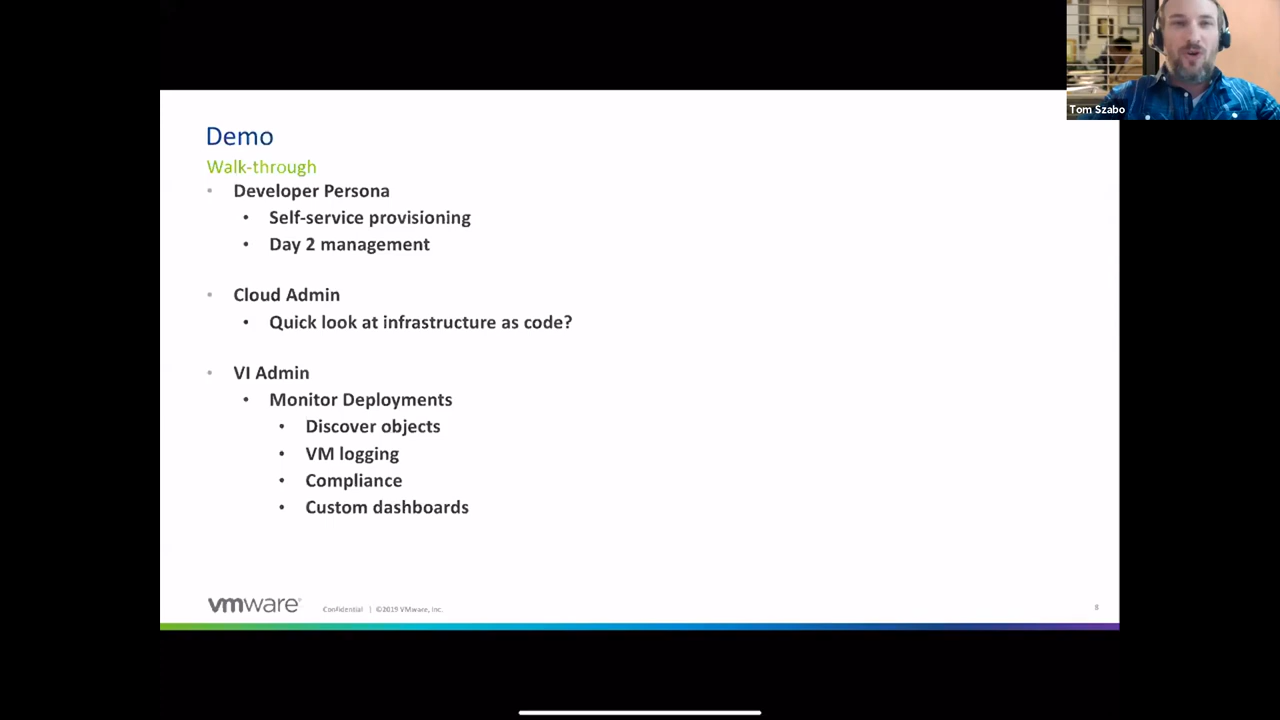 Tom Szabo
Demo
Walk-through
• Developer Persona
• Self-service provisioning
• Day 2 management
• Cloud Admin
• Quick look at infrastructure as code?
• VI Admin
• Monitor Deployments
• Discover objects
• VM logging
• Compliance
• Custom dashboards
vmware® Confidential | ©2019 VMware, Inc. 8